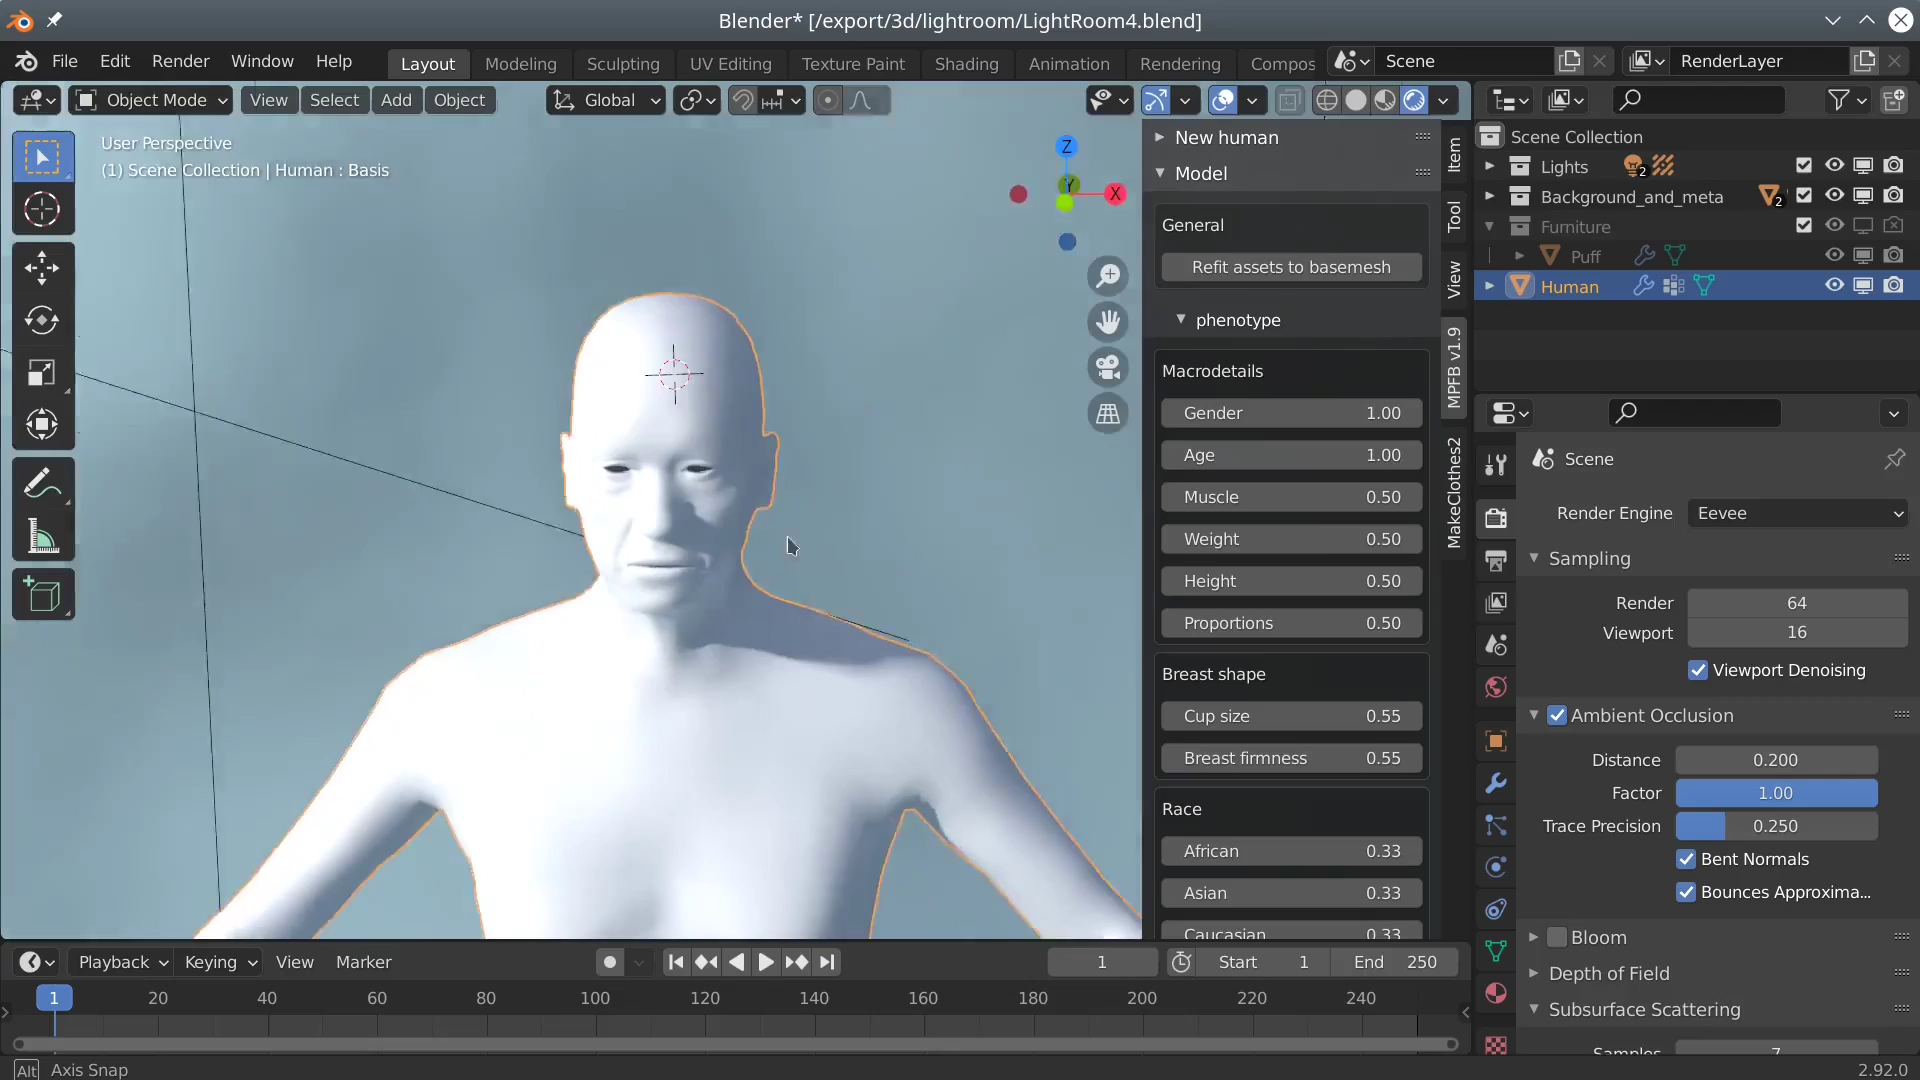 Blender* [/export/3d/lightroom/LightRoom4.blend]
File Edit Render Window Help Layout Modeling Sculpting UV Editing Texture Paint Shading Animation Rendering Compos Scene RenderLayer
Object Mode View Select Add Object Global
User Perspective
(1) Scene Collection | Human : Basis
Z
Y
X
New human
Model
General
Refit assets to basemesh
phenotype
Macrodetails
Gender 1.00
Age 1.00
Muscle 0.50
Weight 0.50
Height 0.50
Proportions 0.50
Breast shape
Cup size 0.55
Breast firmness 0.55
Race
African 0.33
Asian 0.33
Caucasian 0.33
Item
Tool
View
MPFB v1.9
MakeClothes2
Scene Collection
Lights 2
Background_and_meta 2
Furniture
Puff
Human
Scene
Render Engine Eevee
Sampling
Render 64
Viewport 16
Viewport Denoising
Ambient Occlusion
Distance 0.200
Factor 1.00
Trace Precision 0.250
Bent Normals
Bounces Approxima...
Bloom
Depth of Field
Subsurface Scattering
Samples 7
Playback Keying View Marker 1 Start 1 End 250
1 20 40 60 80 100 120 140 160 180 200 220 240
Alt Axis Snap
2.92.0